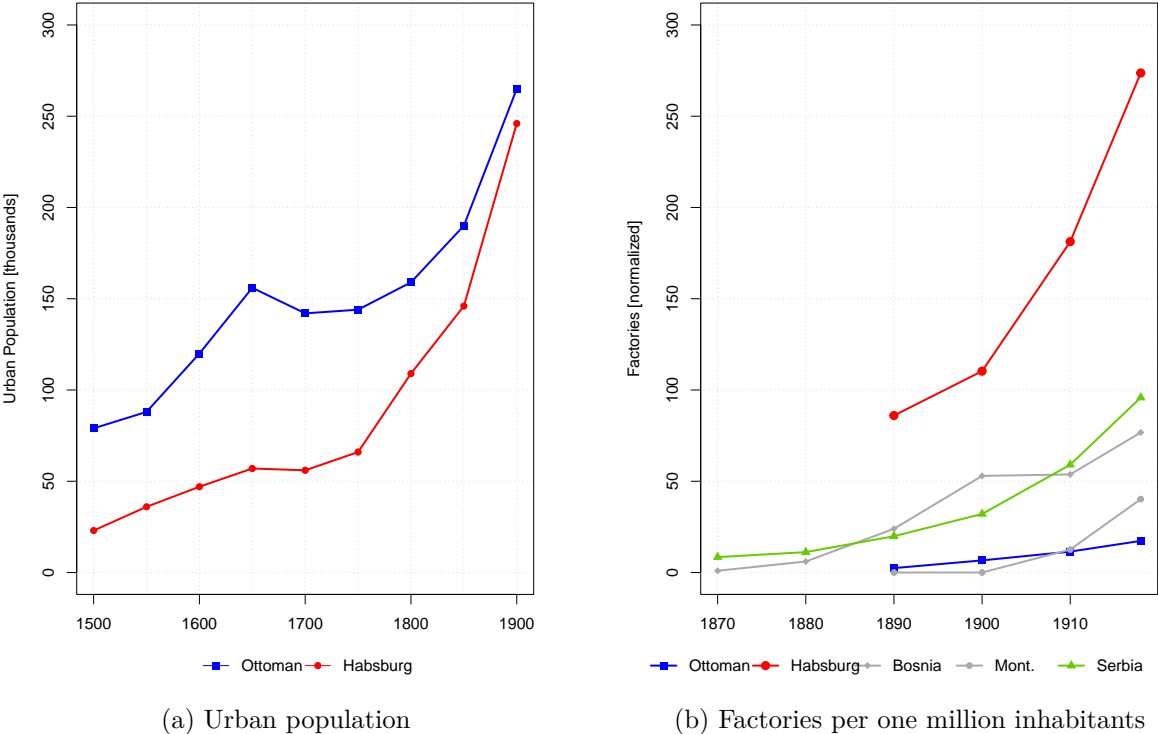 Urban Population [thousands]
300
250
200
150
100
50
0
1500 1600 1700 1800 1900
Ottoman Habsburg
(a) Urban population
Factories [normalized]
300
250
200
150
100
50
0
1870 1880 1890 1900 1910
Ottoman Habsburg Bosnia Mont. Serbia
(b) Factories per one million inhabitants